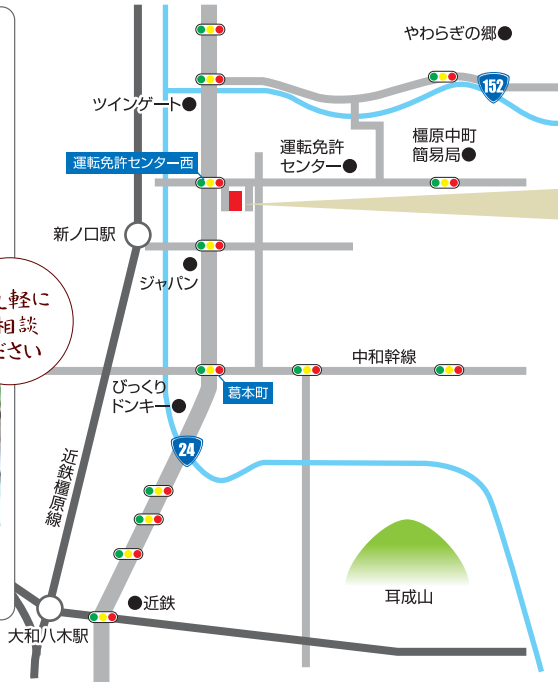 やわらぎの郷
152
ツインゲート
運転免許
センター
橿原中町
簡易局
運転免許センター西
新ノ口駅
ジャパン
軽に
相談
ださい
中和幹線
びっくり
ドンキー
葛本町
24
近鉄橿原線
耳成山
近鉄
大和八木駅